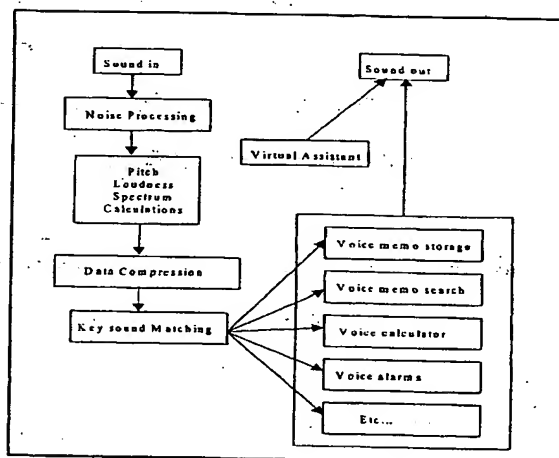 Sound in
Noise Processing
Pitch
Loudness
Spectrum
Calculations
Data Compression
Key sound Matching
Sound out
Virtual Assistant
Voice memo storage
Voice memo search
Voice calculator
Voice alarms
Etc...